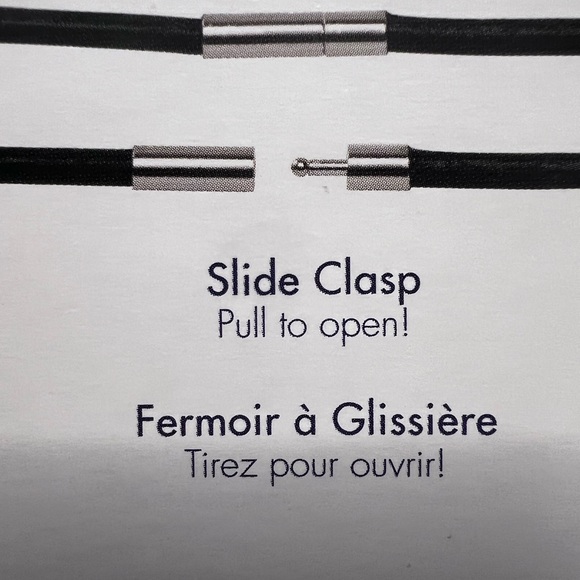 Slide Clasp
Pull to open!
Fermoir à Glissière
Tirez pour ouvrir!